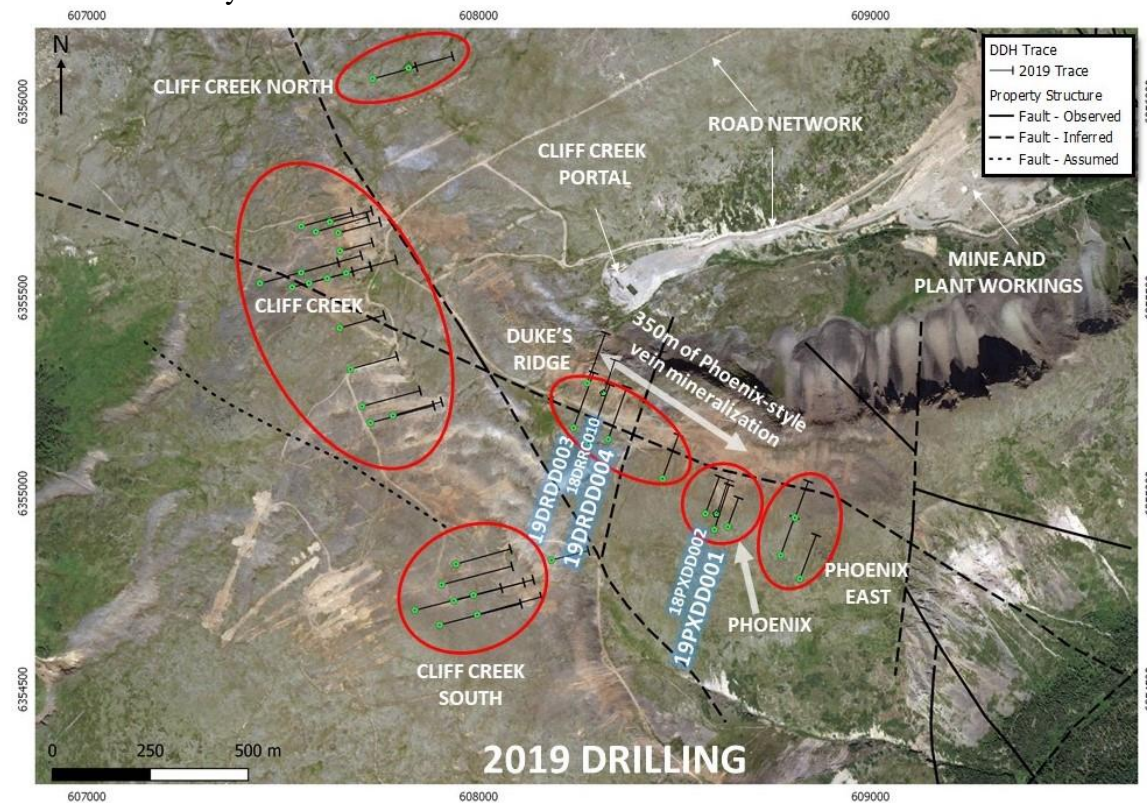 607000
608000
609000
N
DDH Trace
2019 Trace
Property Structure
Fault - Observed
Fault - Inferred
Fault - Assumed
CLIFF CREEK NORTH
6356000
ROAD NETWORK
CLIFF CREEK
PORTAL
MINE AND
PLANT WORKINGS
6355500
CLIFF CREEK
DUKE'S
RIDGE
350m of Phoenix-style
vein mineralization
19DRDD003
18DRRC010
19DRDD004
6355000
18PXDD002
19PXDD001
PHOENIX
EAST
PHOENIX
CLIFF CREEK
SOUTH
6354500
0 250 500 m
2019 DRILLING
607000
608000
609000